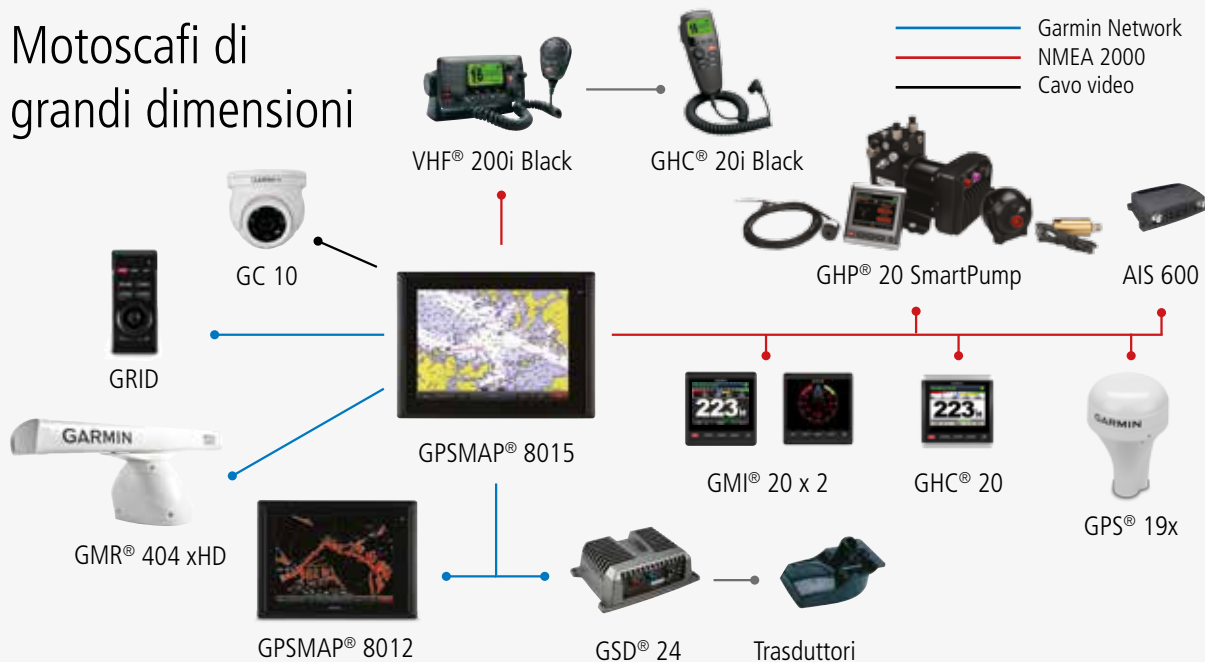 Motoscafi di
grandi dimensioni
Garmin Network
NMEA 2000
Cavo video
VHF® 200i Black
GHC® 20i Black
GC 10
GHP® 20 SmartPump
AIS 600
GRID
GARMIN
GPSMAP® 8015
223
223
GARMIN
GMI® 20 x 2
GHC® 20
GPS® 19x
GMR® 404 xHD
GPSMAP® 8012
GSD® 24
Trasduttori